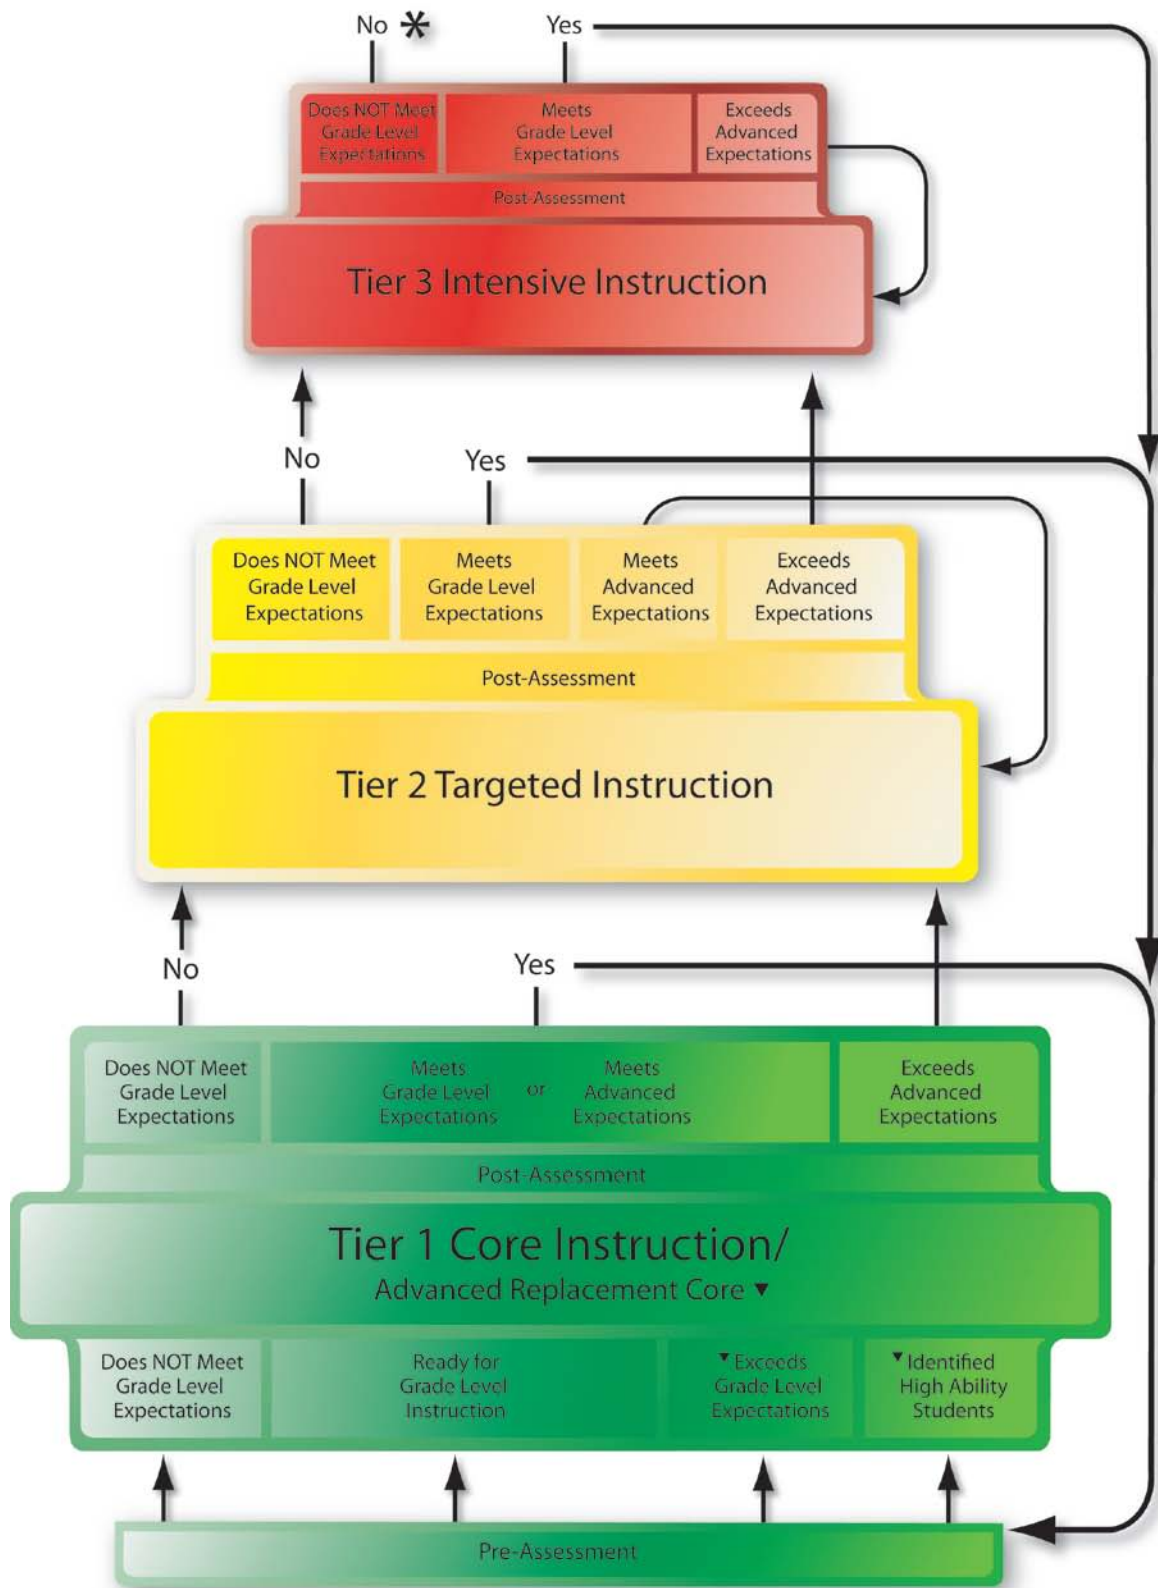 No * Yes
Does NOT Meet
Grade Level
Expectations
Meets
Grade Level
Expectations
Exceeds
Advanced
Expectations
Post-Assessment
Tier 3 Intensive Instruction
No
Yes
Does NOT Meet
Grade Level
Expectations
Meets
Grade Level
Expectations
Meets
Advanced
Expectations
Exceeds
Advanced
Expectations
Post-Assessment
Tier 2 Targeted Instruction
No
Yes
Does NOT Meet
Grade Level
Expectations
Meets
Grade Level
Expectations
or
Meets
Advanced
Expectations
Exceeds
Advanced
Expectations
Post-Assessment
Tier 1 Core Instruction/
Advanced Replacement Core ▼
Does NOT Meet
Grade Level
Expectations
Ready for
Grade Level
Instruction
▼ Exceeds
Grade Level
Expectations
▼ Identified
High Ability
Students
Pre-Assessment